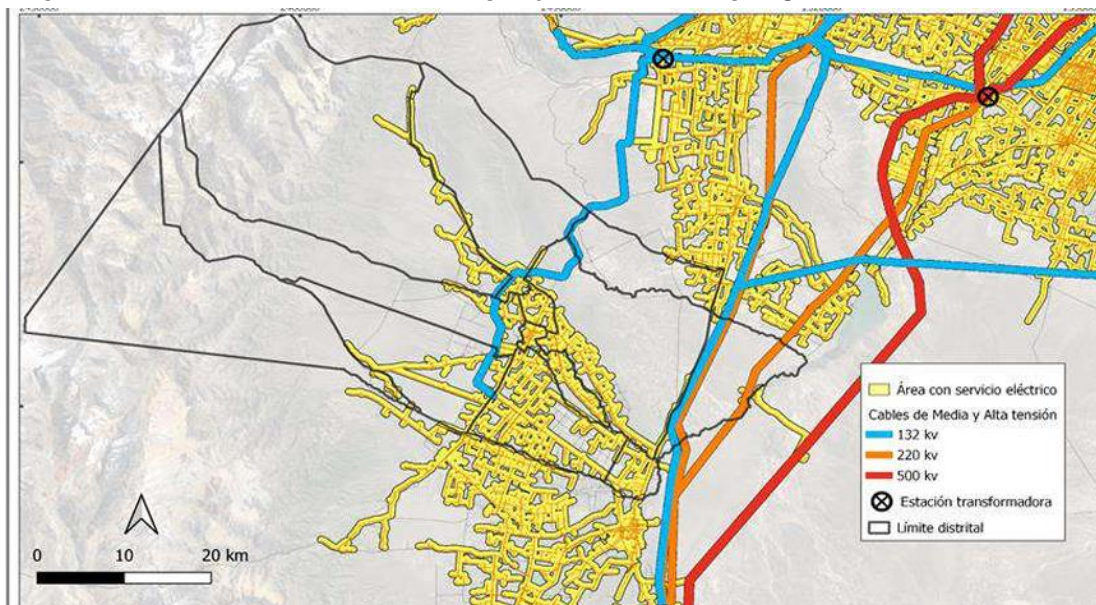 Área con servicio eléctrico
Cables de Media y Alta tensión
132 kv
220 kv
500 kv
Estación transformadora
Límite distrital
0 10 20 km